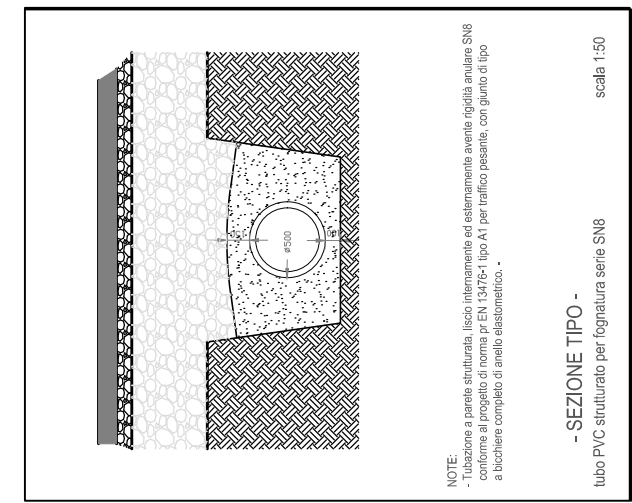 ø500
NOTE:
- Tubazione a parete strutturata, liscio internamente ed esternamente avente rigidità anulare SN8
conforme al progetto di norma pr EN 13476-1 tipo A1 per traffico pesante, con giunto di tipo
a bicchiere completo di anello elastometrico. -
- SEZIONE TIPO -
tubo PVC strutturato per fognatura serie SN8
scala 1:50